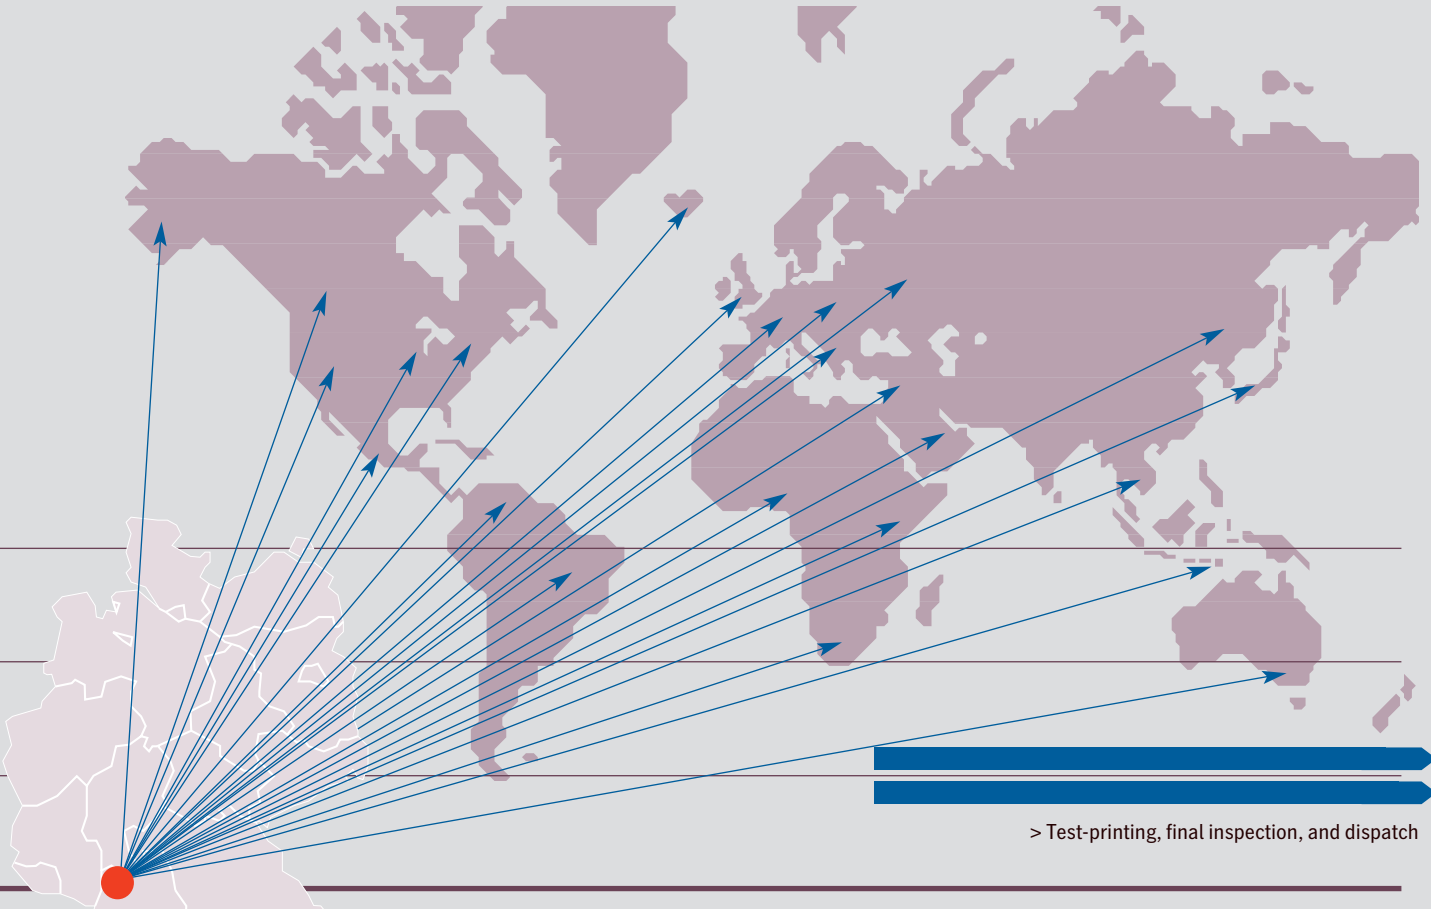 > Test-printing, final inspection, and dispatch